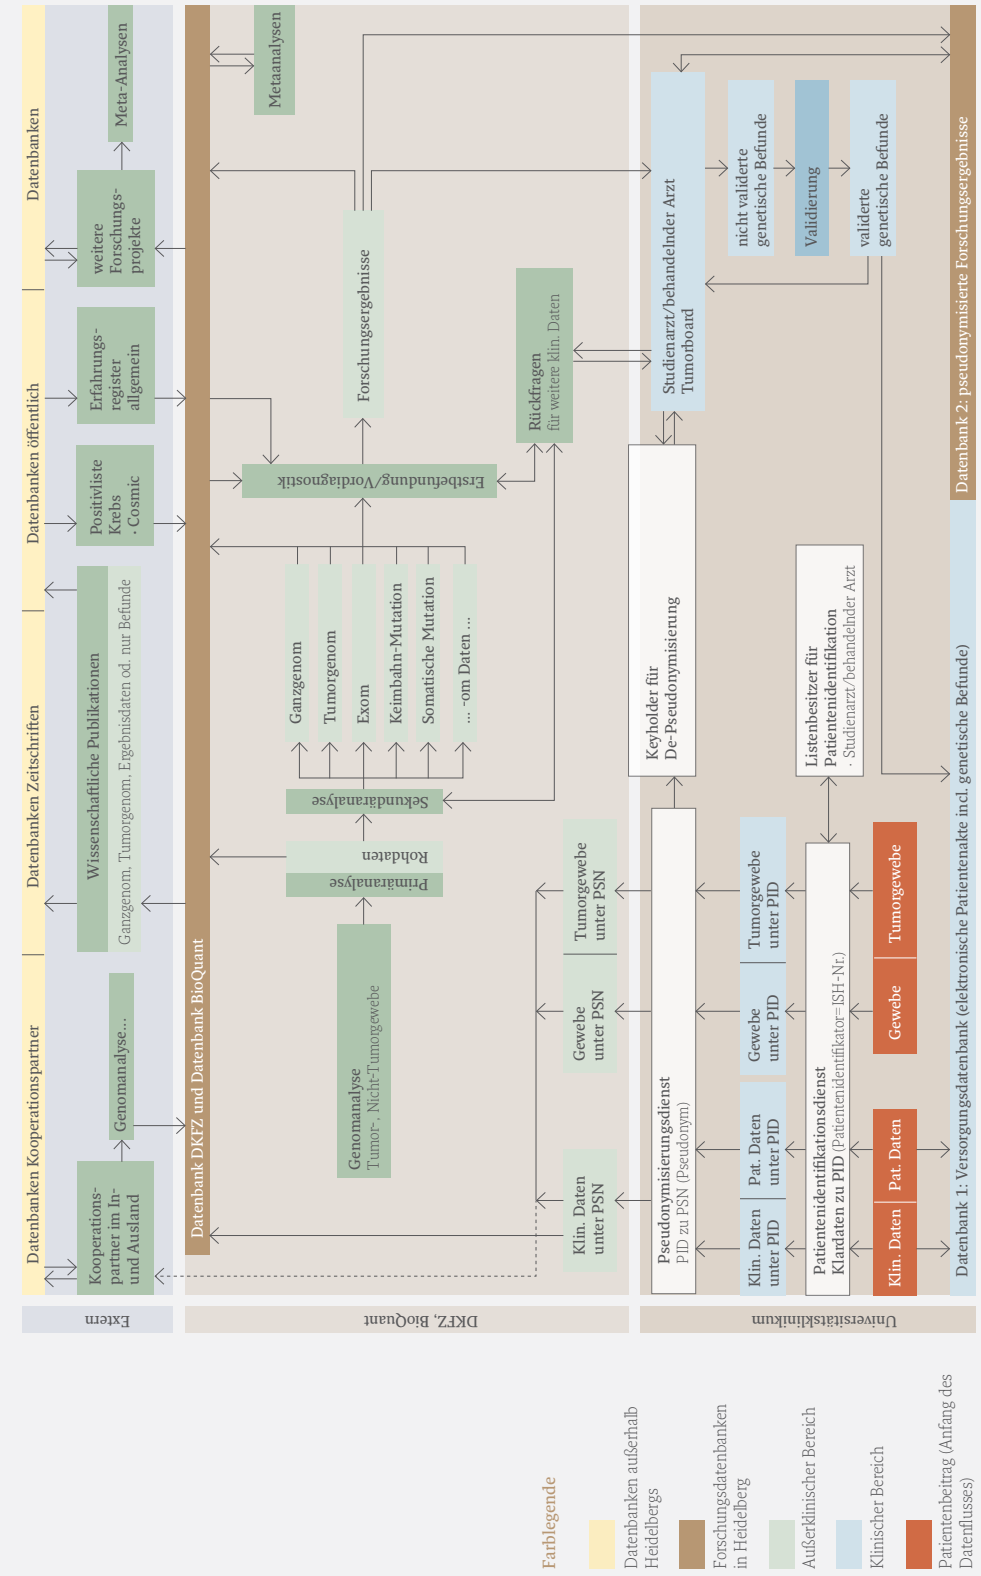 Extern
DKFZ, BioQuant
Universitätsklinikum
Datenbanken Kooperationspartner
Datenbanken Zeitschriften
Datenbanken öffentlich
Datenbanken
Kooperations-
partner im In-
und Ausland
Genomanalyse...
Wissenschaftliche Publikationen
Ganzgenom, Tumorgenom, Ergebnisdaten od. nur Befunde
Positivliste
Krebs
· Cosmic
Erfahrungs-
register
allgemein
weitere
Forschungs-
projekte
Meta-Analysen
Datenbank DKFZ und Datenbank BioQuant
Metaanalysen
Genomanalyse
Tumor-, Nicht-Tumorgewebe
Primäranalyse
Rohdaten
Sekundäranalyse
Ganzgenom
Tumorgenom
Exom
Keimbahn-Mutation
Somatische Mutation
... -om Daten ...
Erstbefundung/Vordiagnostik
Forschungsergebnisse
Rückfragen
für weitere klin. Daten
Klin. Daten
unter PSN
Gewebe
unter PSN
Tumorgewebe
unter PSN
Pseudonymisierungsdienst
PID zu PSN (Pseudonym)
Keyholder für
De-Pseudonymisierung
Studienarzt/behandelnder Arzt
Tumorboard
nicht validerte
genetische Befunde
Validierung
validerte
genetische Befunde
Klin. Daten
unter PID
Pat. Daten
unter PID
Gewebe
unter PID
Tumorgewebe
unter PID
Patientenidentifikationsdienst
Klardaten zu PID (Patientenidentifikator=ISH-Nr.)
Listenbesitzer für
Patientenidentifikation
· Studienarzt/behandelnder Arzt
Klin. Daten
Pat. Daten
Gewebe
Tumorgewebe
Datenbank 1: Versorgungsdatenbank (elektronische Patientenakte incl. genetische Befunde)
Datenbank 2: pseudonymisierte Forschungsergebnisse
Farblegende
Datenbanken außerhalb
Heidelbergs
Forschungsdatenbanken
in Heidelberg
Außerklinischer Bereich
Klinischer Bereich
Patientenbeitrag (Anfang des
Datenflusses)